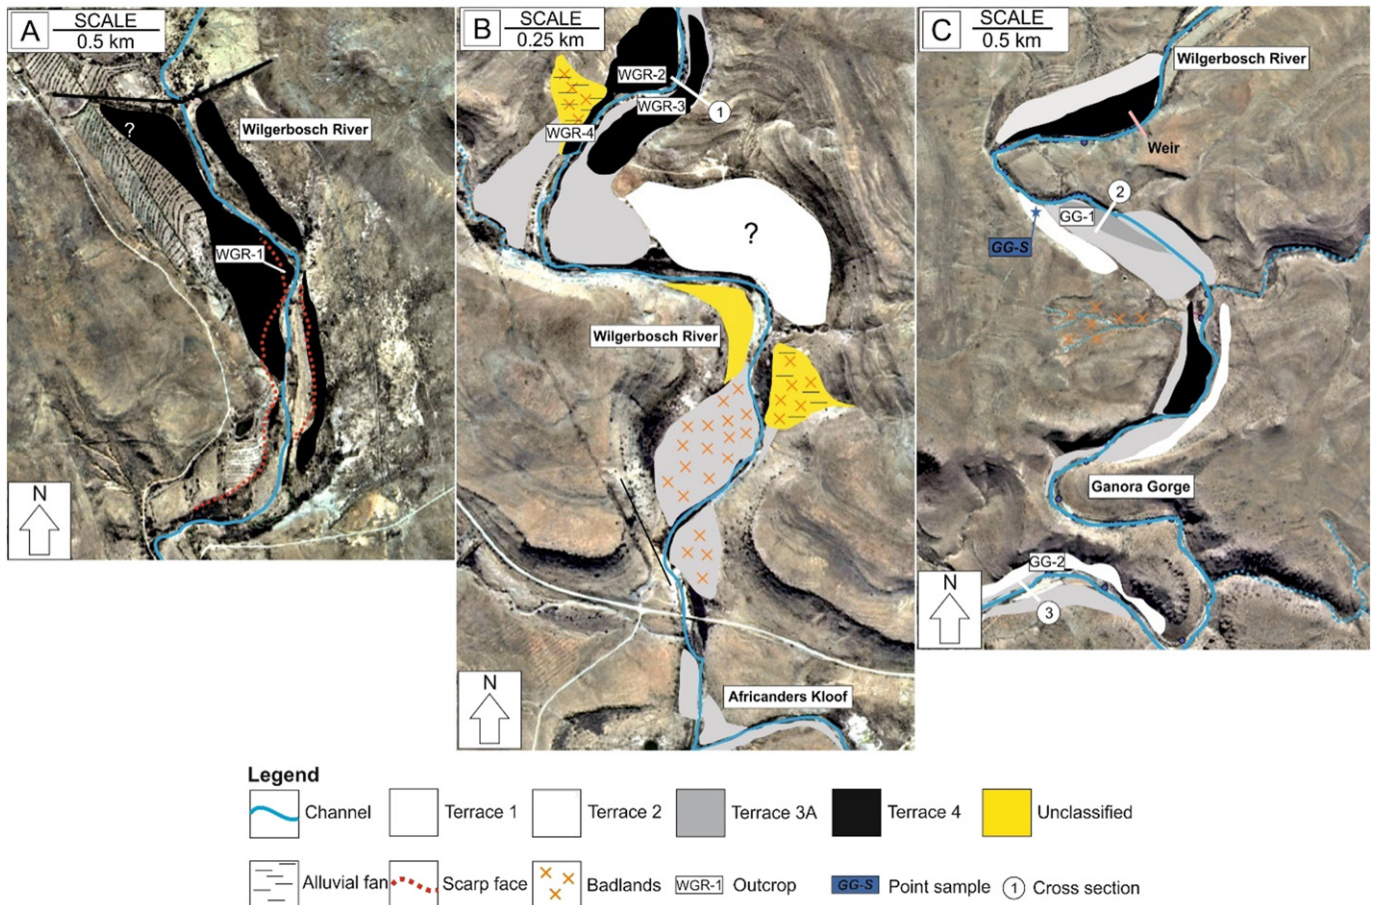 A
SCALE
0.5 km
?
Wilgerbosch River
WGR-1
N
B
SCALE
0.25 km
WGR-2
WGR-3
1
WGR-4
?
Wilgerbosch River
N
Africanders Kloof
C
SCALE
0.5 km
Wilgerbosch River
Weir
2
GG-1
GG-S
Ganora Gorge
GG-2
N
3
Legend
Channel
Terrace 1
Terrace 2
Terrace 3A
Terrace 4
Unclassified
Alluvial fan
Scarp face
Badlands
WGR-1 Outcrop
GG-S Point sample
1 Cross section